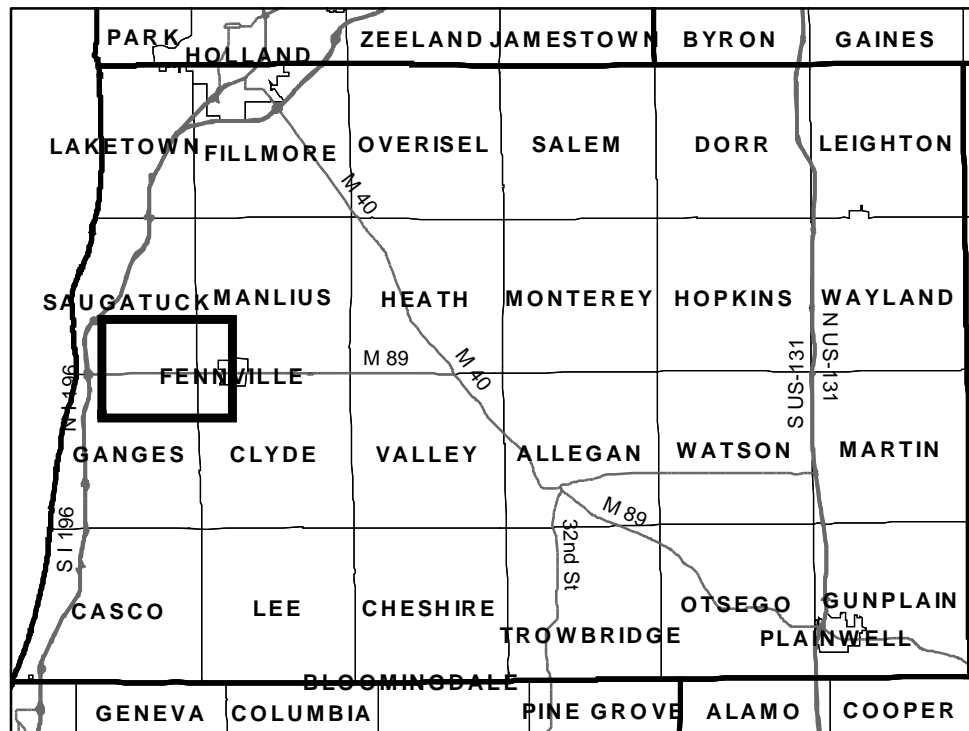 PARK
HOLLAND
ZEELAND
JAMESTOWN
BYRON
GAINES
LAKETOWN
FILLMORE
OVERISEL
SALEM
DORR
LEIGHTON
M 40
SAUGATUCK
MANLIUS
HEATH
MONTEREY
HOPKINS
WAYLAND
N US-131
S US-131
M 89
M 40
FENNVILLE
N I 196
GANGES
CLYDE
VALLEY
ALLEGAN
WATSON
MARTIN
S I 196
M 89
32nd St
CASCO
LEE
CHESHIRE
TROWBRIDGE
OTSEGO
GUNPLAIN
PLAINWELL
BLOOMINGDALE
GENEVA
COLUMBIA
PINE GROVE
ALAMO
COOPER